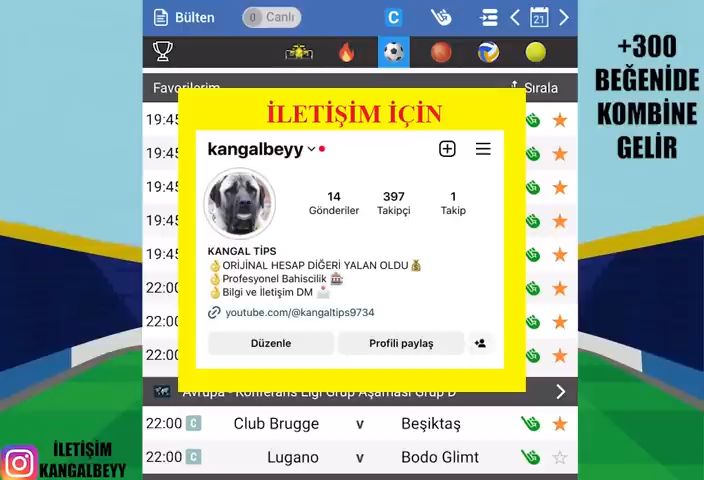 Bülten
0 Canlı
C
21
Favorilerim
Sırala
+300
BEĞENİDE
KOMBİNE
GELİR
İLETİŞİM İÇİN
kangalbeyy
14 397 1
Gönderiler Takipçi Takip
KANGAL TİPS
👌ORİJİNAL HESAP DİĞERİ YALAN OLDU💰
👌Profesyonel Bahiscilik 🎰
👌Bilgi ve İletişim DM 📩
youtube.com/@kangaltips9734
Düzenle Profili paylaş
19:45
19:45
19:45
19:45
19:45
22:00
22:00
22:00
Avrupa - Konferans Ligi Grup Aşaması Grup D
22:00 C Club Brugge v Beşiktaş
22:00 C Lugano v Bodo Glimt
İLETİŞİM
KANGALBEYY